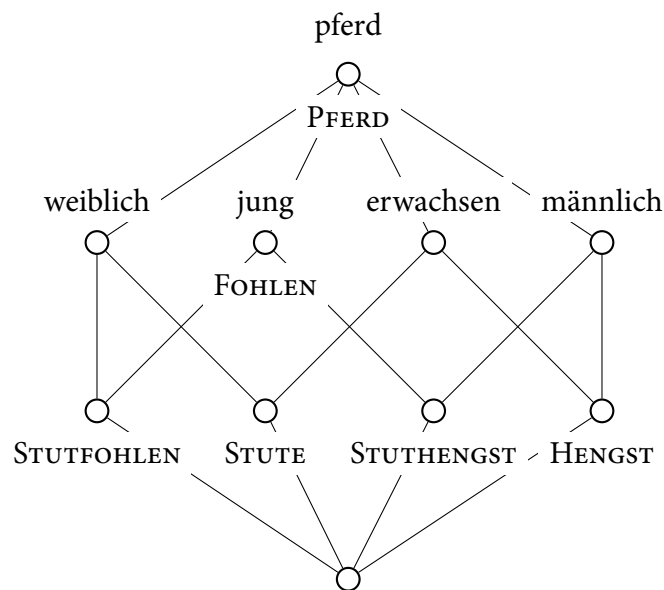 pferd
PFERD
weiblich jung erwachsen männlich
FOHLEN
STUTFOHLEN STUTE STUTHENGST HENGST